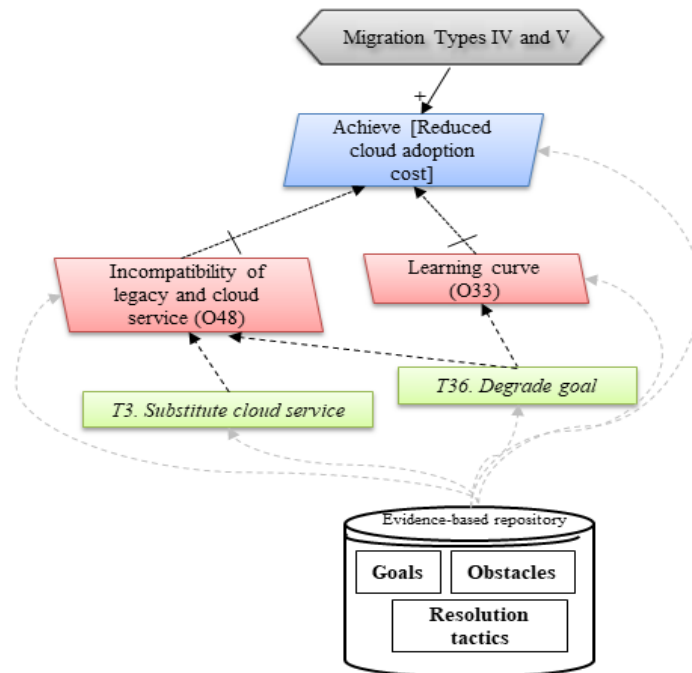 Migration Types IV and V
+
Achieve [Reduced
cloud adoption
cost]
Incompatibility of
legacy and cloud
service (O48)
Learning curve
(O33)
T3. Substitute cloud service
T36. Degrade goal
Evidence-based repository
Goals
Obstacles
Resolution
tactics